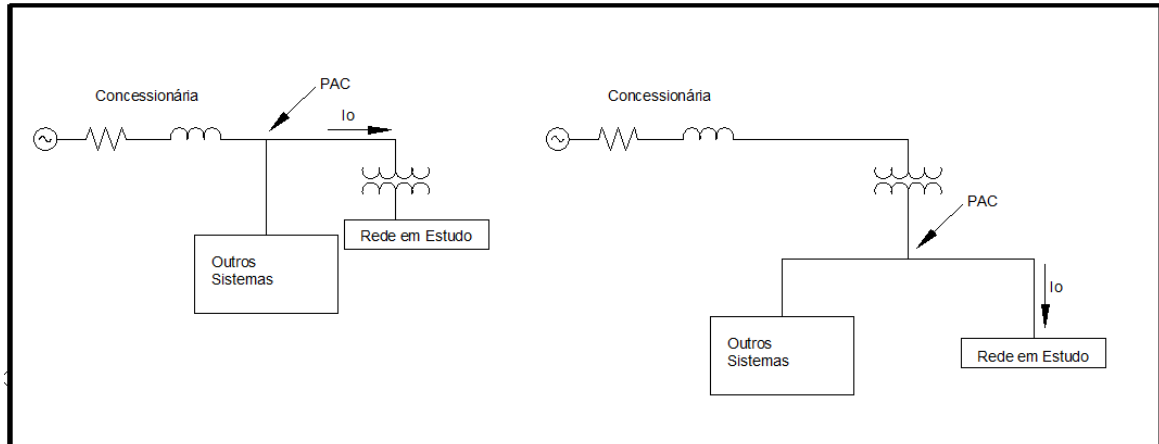 Concessionária
PAC
Io
Rede em Estudo
Outros
Sistemas
Concessionária
PAC
Io
Outros
Sistemas
Rede em Estudo